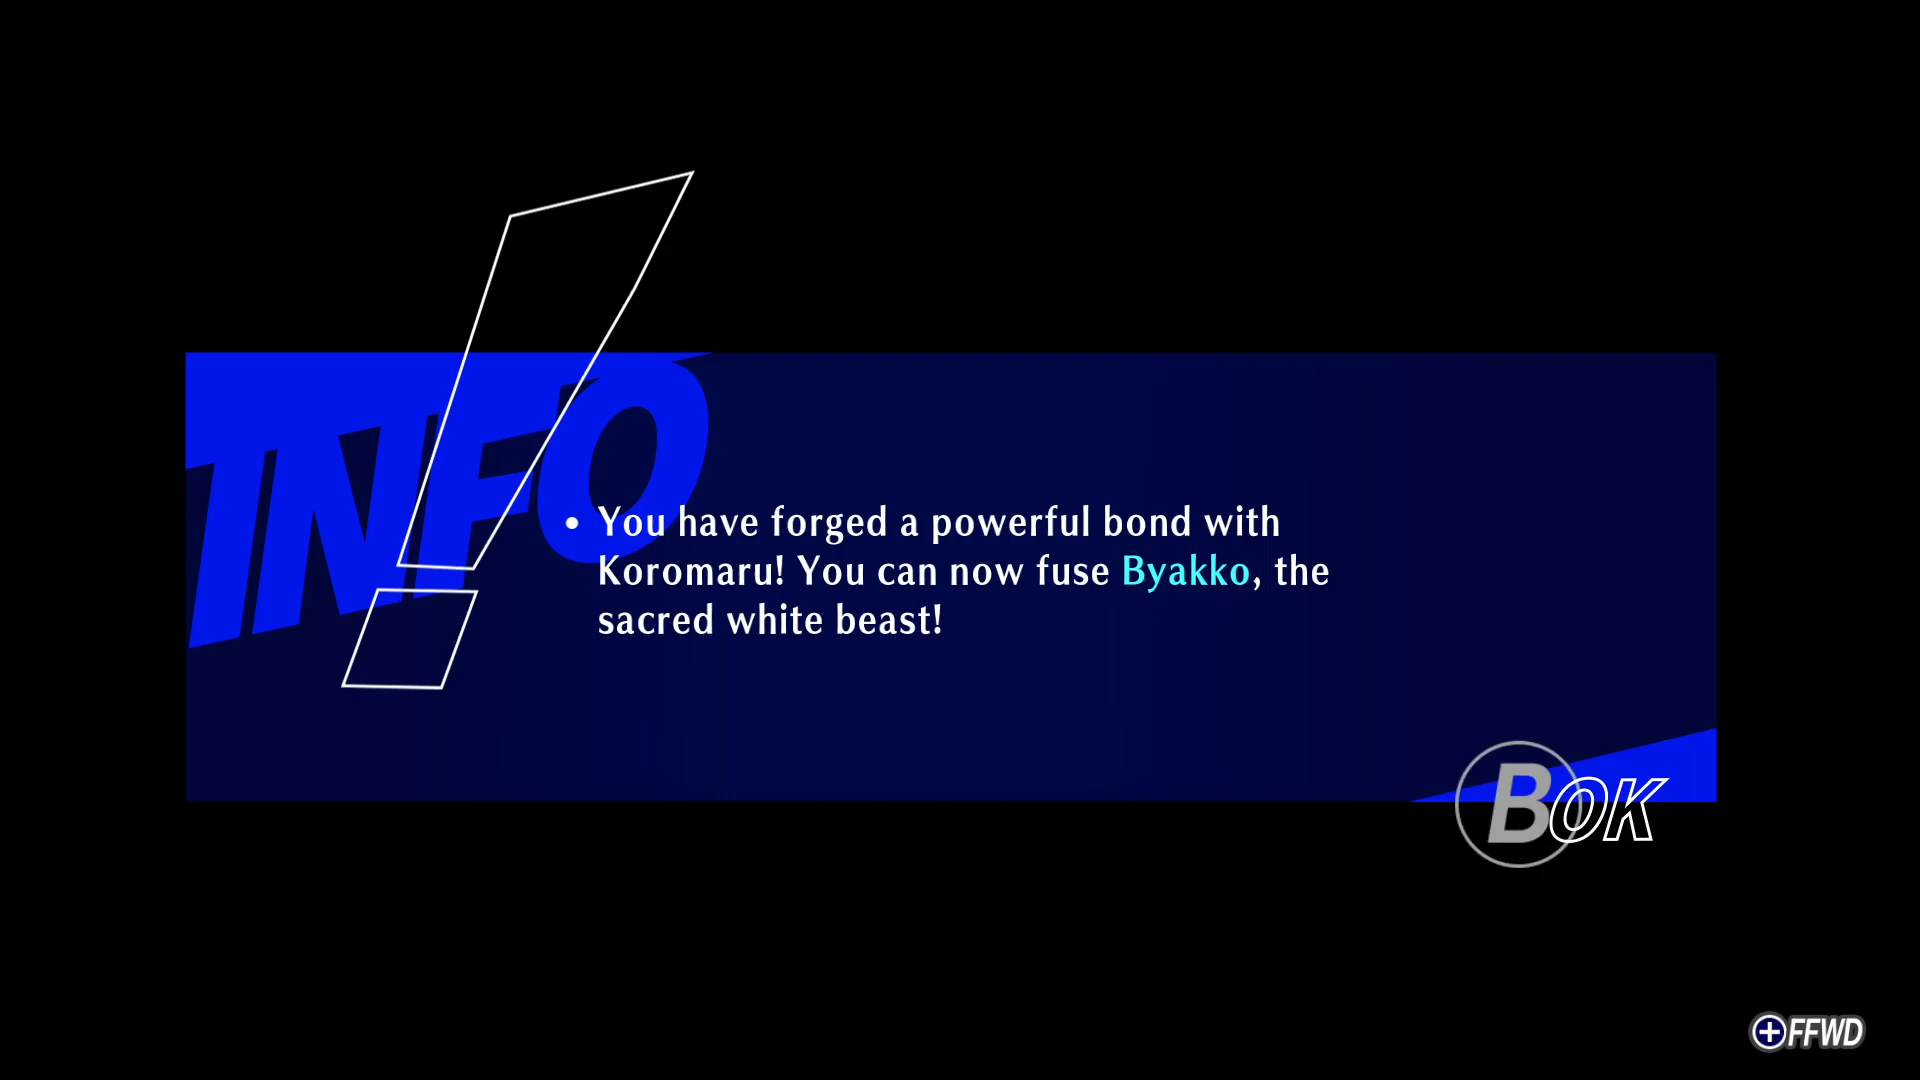 INFO
• You have forged a powerful bond with
Koromaru! You can now fuse Byakko, the
sacred white beast!
B OK
FFWD